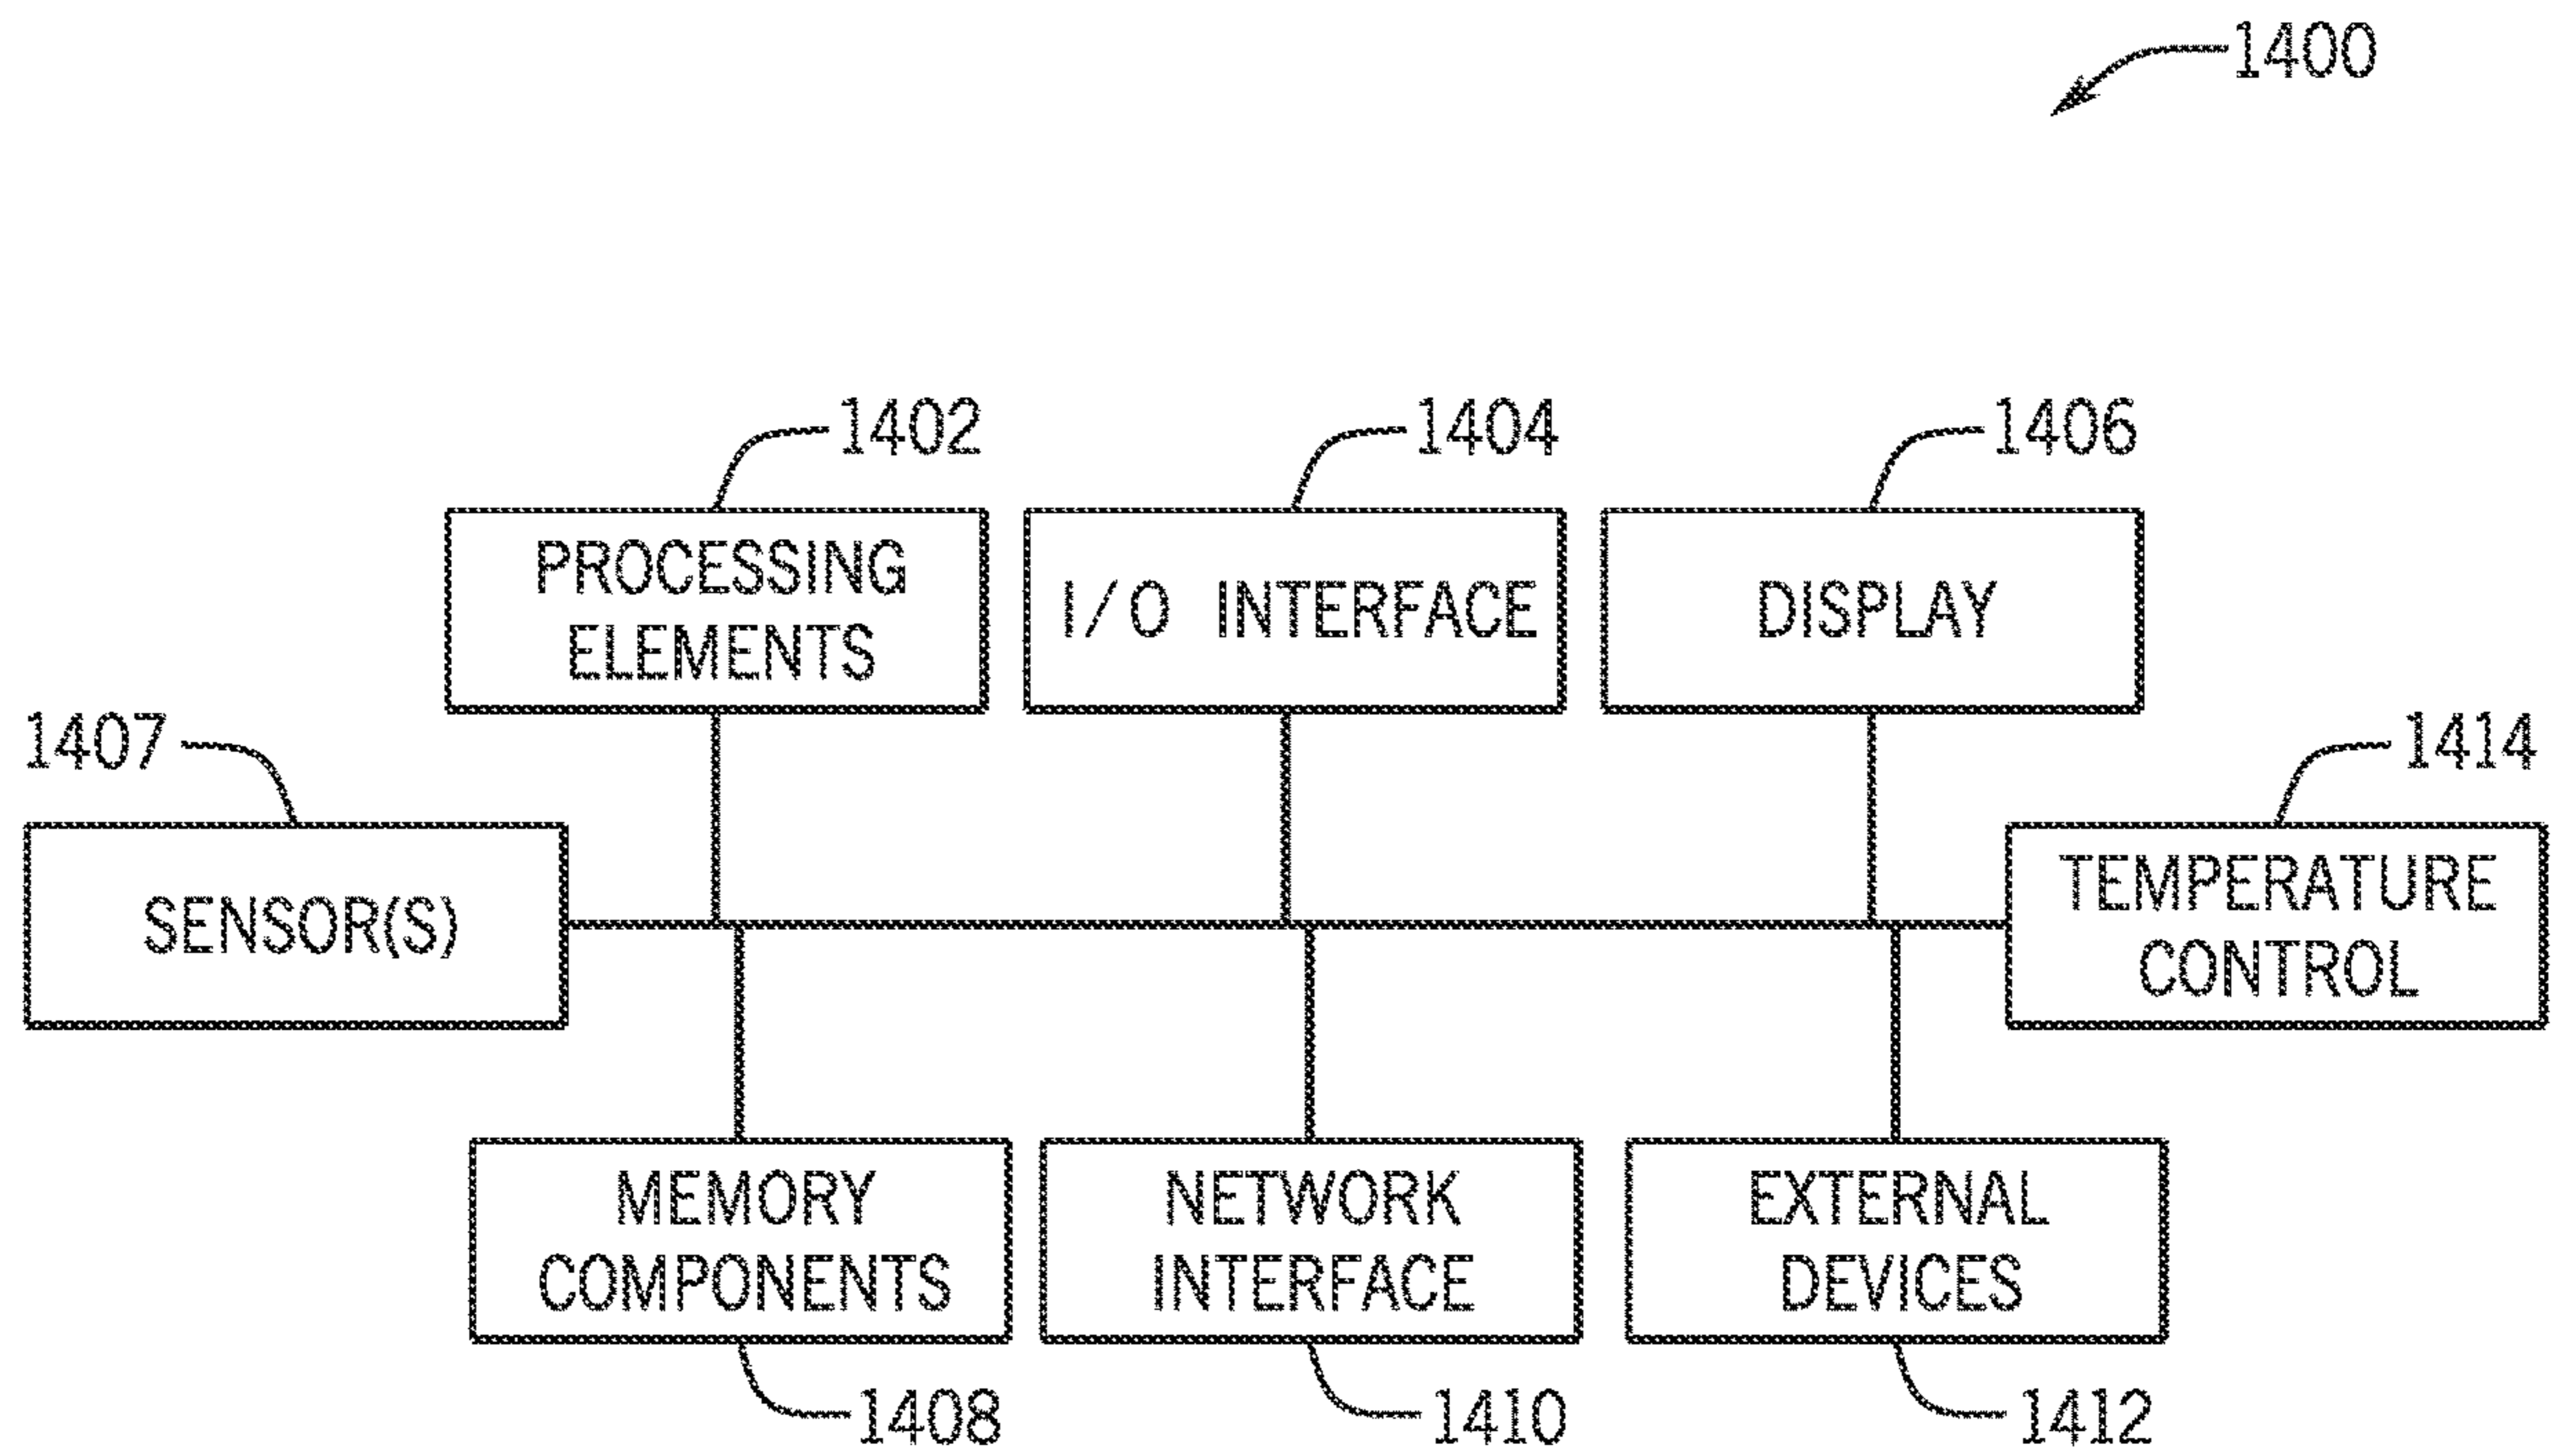 1400
1402
1404
1406
PROCESSING
ELEMENTS
I/O INTERFACE
DISPLAY
1407
1414
SENSOR(S)
TEMPERATURE
CONTROL
MEMORY
COMPONENTS
NETWORK
INTERFACE
EXTERNAL
DEVICES
1408
1410
1412